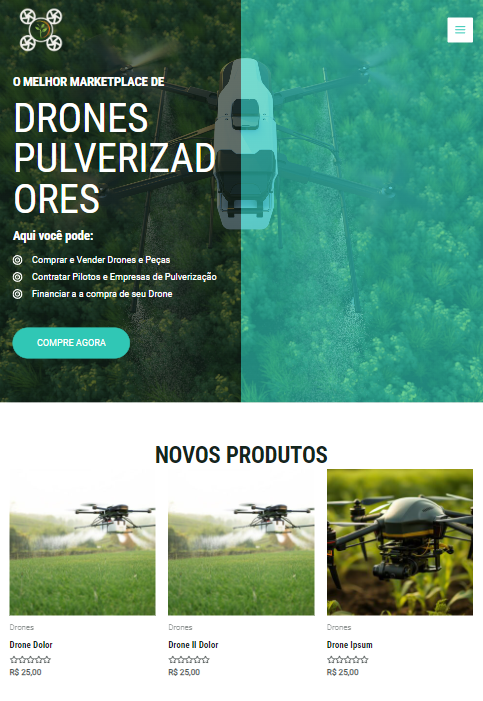 O MELHOR MARKETPLACE DE
DRONES
PULVERIZAD
ORES
Aqui você pode:
Comprar e Vender Drones e Peças
Contratar Pilotos e Empresas de Pulverização
Financiar a a compra de seu Drone
COMPRE AGORA
NOVOS PRODUTOS
Drones
Drone Dolor
R$ 25,00
Drones
Drone II Dolor
R$ 25,00
Drones
Drone Ipsum
R$ 25,00